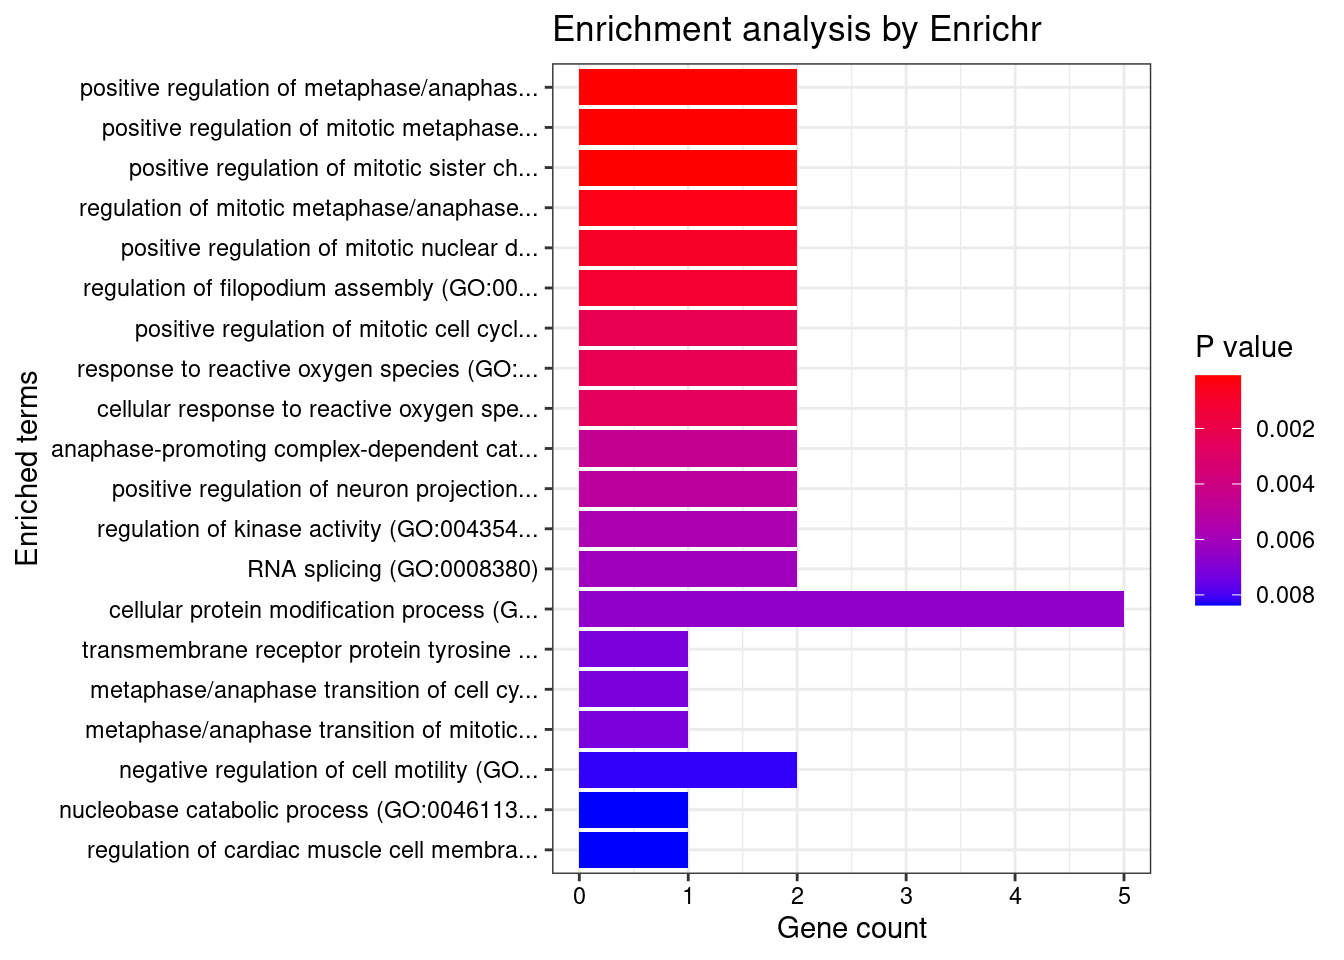 Enrichment analysis by Enrichr
Enriched terms
positive regulation of metaphase/anaphas...
positive regulation of mitotic metaphase...
positive regulation of mitotic sister ch...
regulation of mitotic metaphase/anaphase...
positive regulation of mitotic nuclear d...
regulation of filopodium assembly (GO:00...
positive regulation of mitotic cell cycl...
response to reactive oxygen species (GO:...
cellular response to reactive oxygen spe...
anaphase-promoting complex-dependent cat...
positive regulation of neuron projection...
regulation of kinase activity (GO:004354...
RNA splicing (GO:0008380)
cellular protein modification process (G...
transmembrane receptor protein tyrosine ...
metaphase/anaphase transition of cell cy...
metaphase/anaphase transition of mitotic...
negative regulation of cell motility (GO...
nucleobase catabolic process (GO:0046113...
regulation of cardiac muscle cell membra...
0 1 2 3 4 5
Gene count
P value
0.002
0.004
0.006
0.008